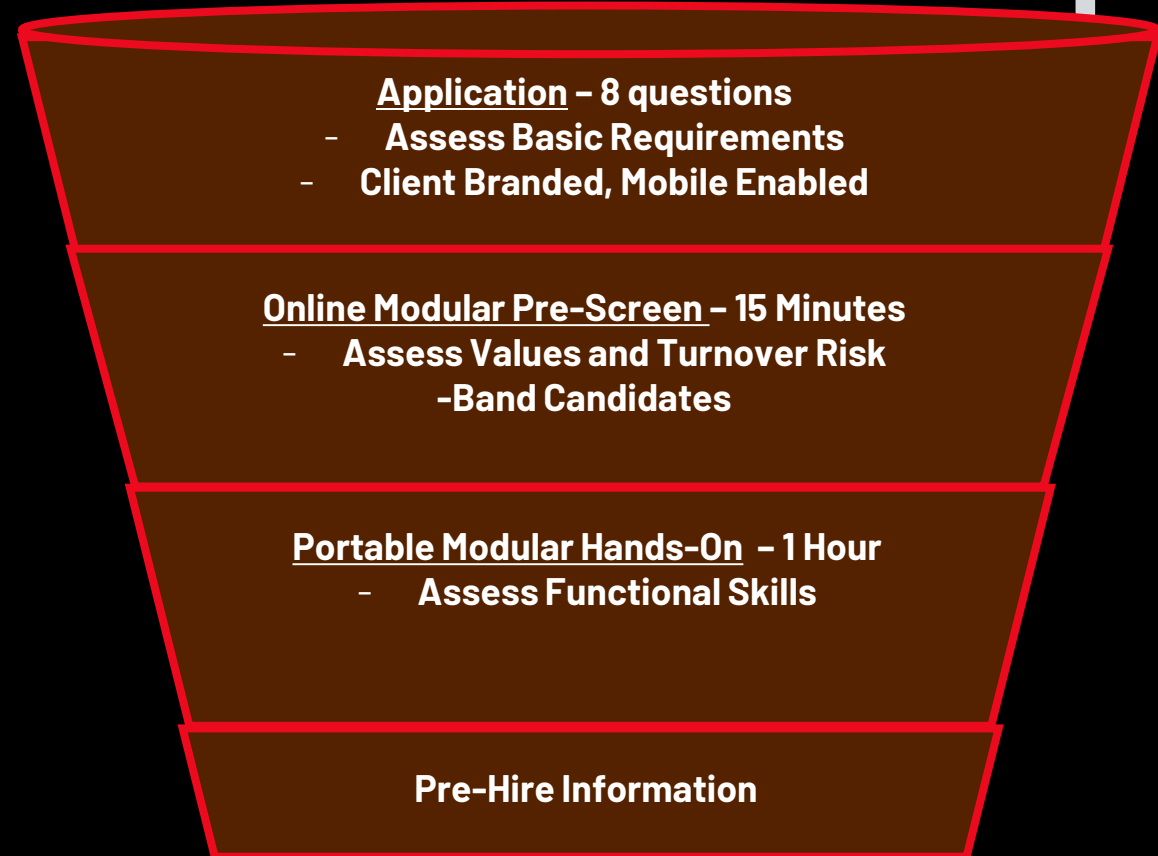 Application – 8 questions
- Assess Basic Requirements
- Client Branded, Mobile Enabled
Online Modular Pre-Screen – 15 Minutes
- Assess Values and Turnover Risk
-Band Candidates
Portable Modular Hands-On – 1 Hour
- Assess Functional Skills
Pre-Hire Information